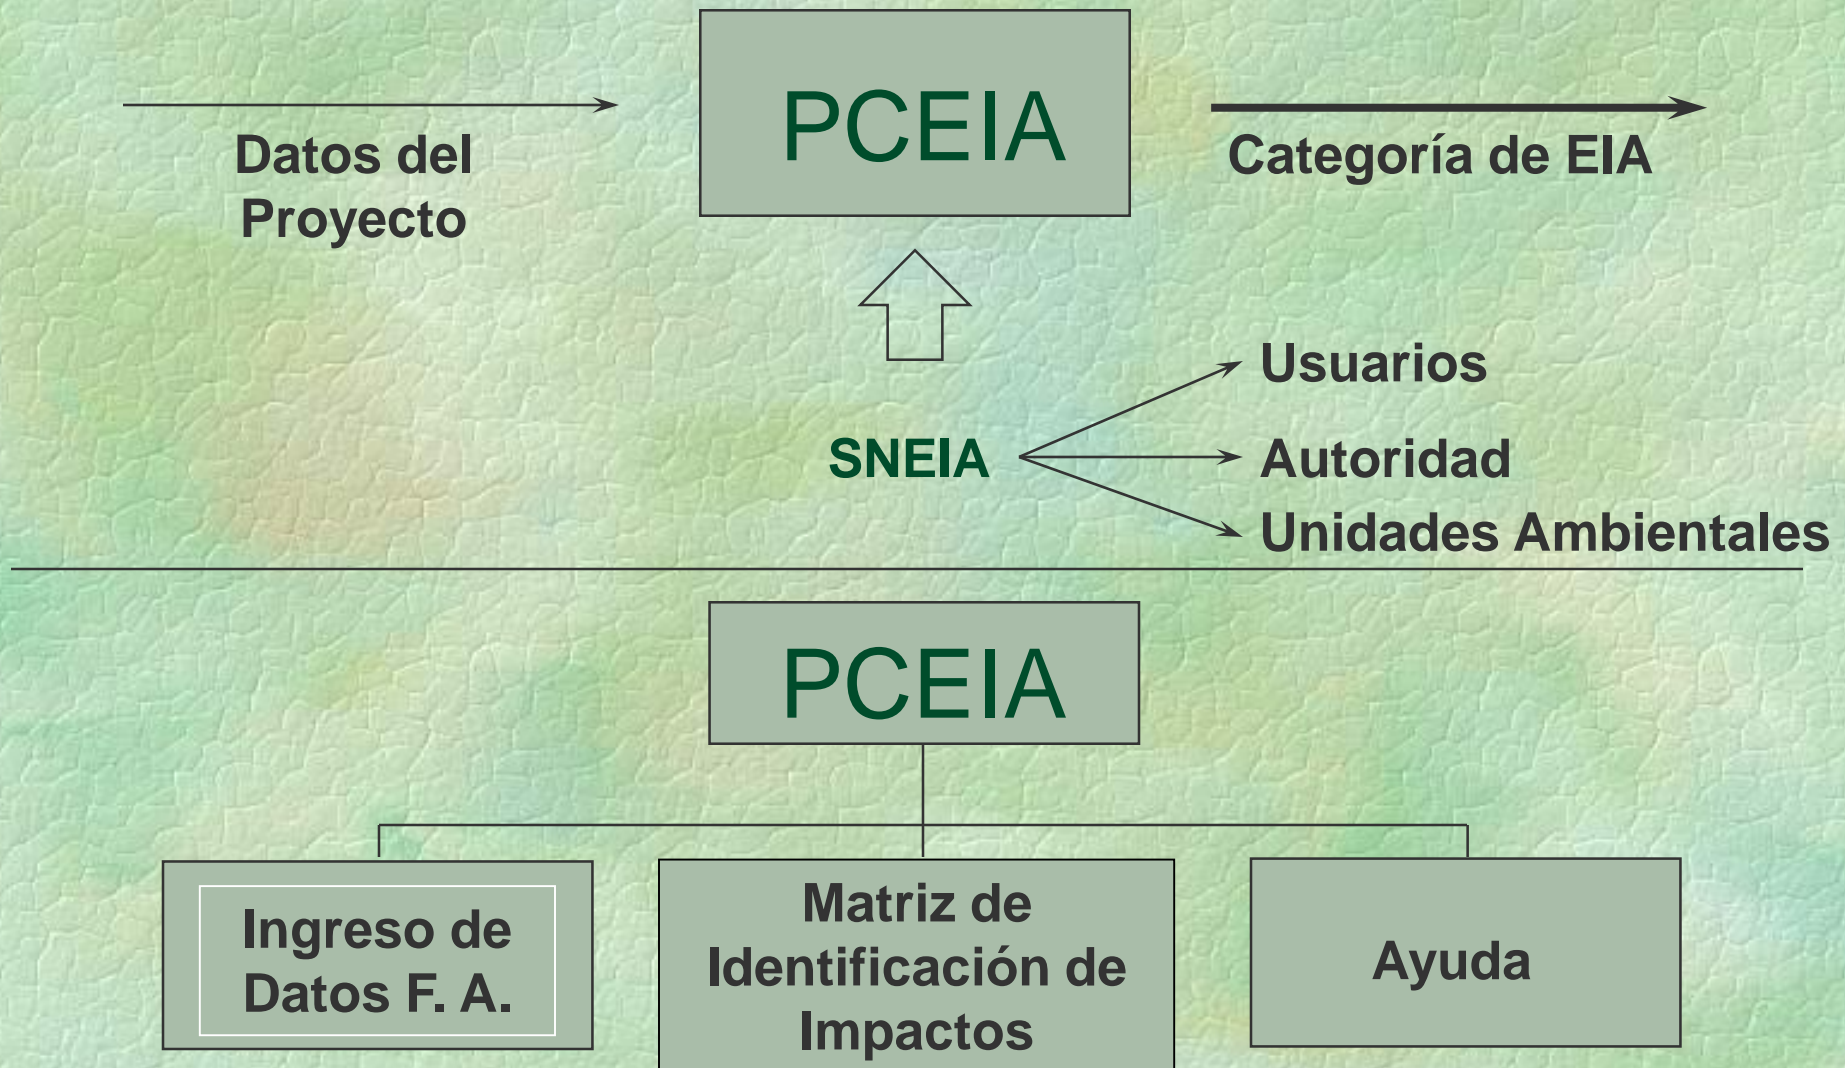 PCEIA
Datos del
Proyecto
Categoría de EIA
Usuarios
SNEIA
Autoridad
Unidades Ambientales
PCEIA
Ingreso de
Datos F. A.
Matriz de
Identificación de
Impactos
Ayuda